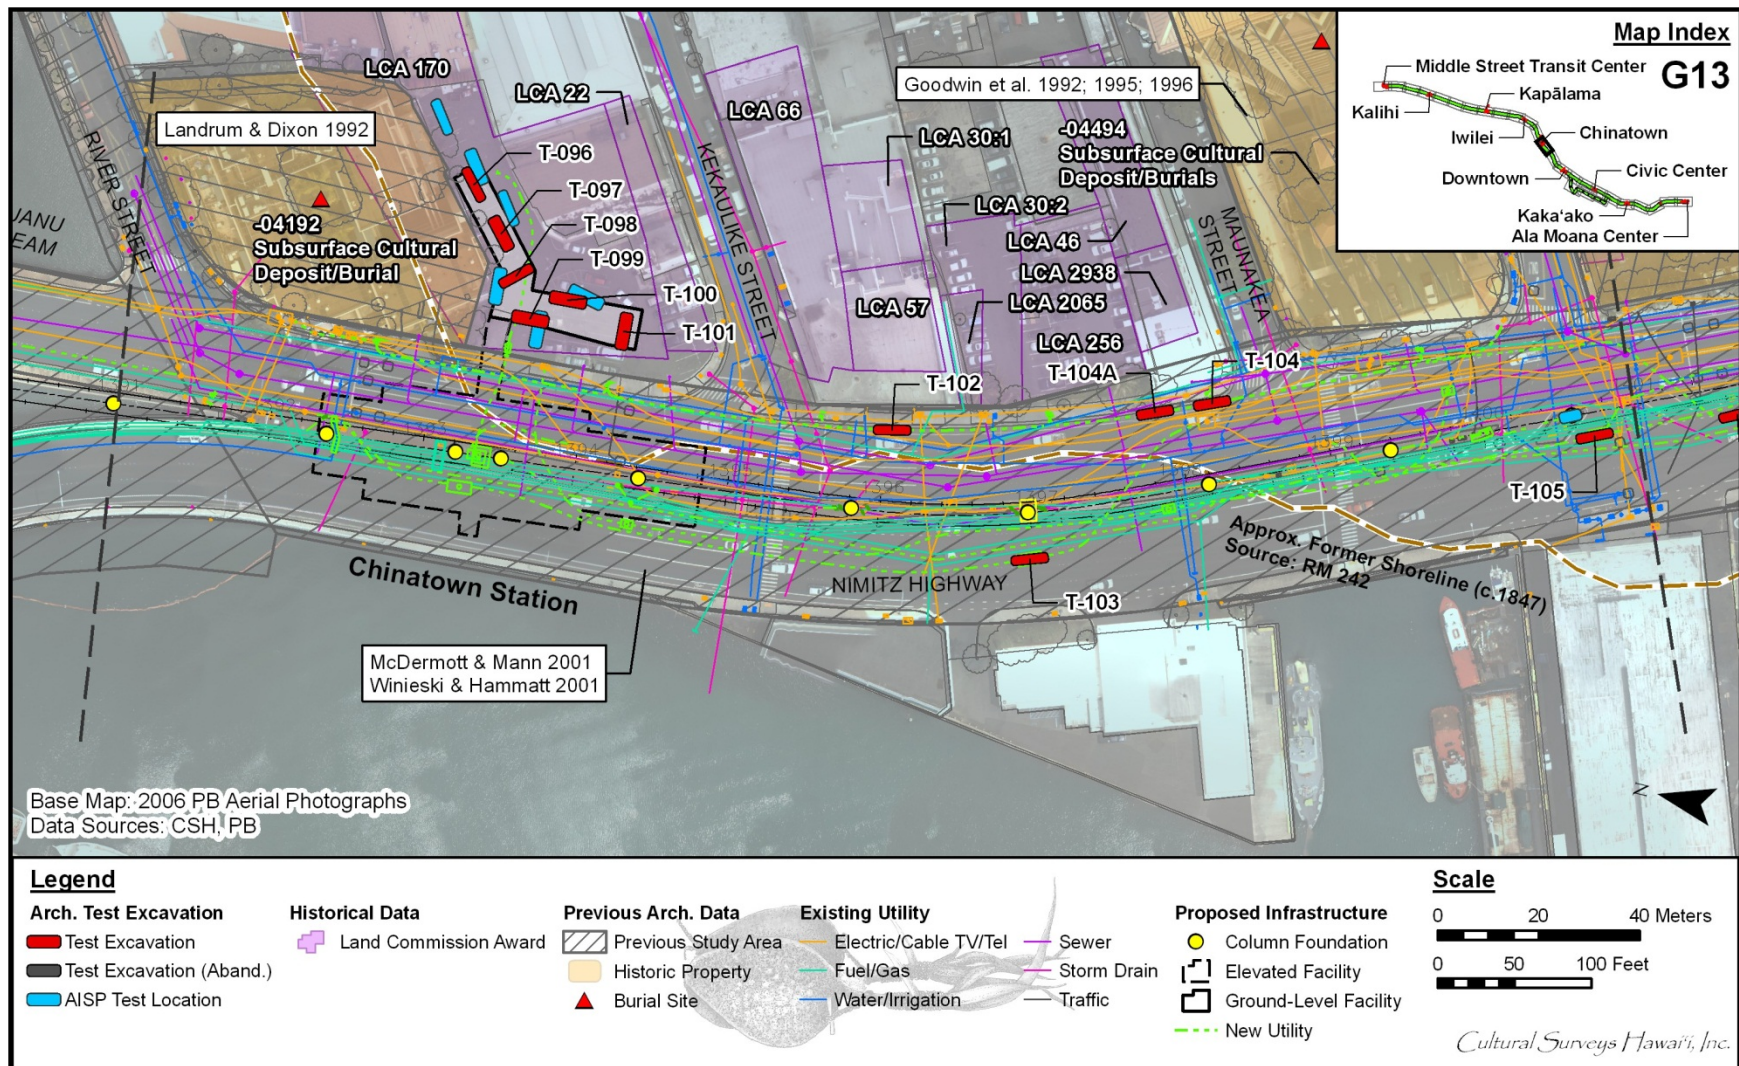 LCA 170
LCA 22
LCA 66
Goodwin et al. 1992; 1995; 1996
Landrum & Dixon 1992
LCA 30:1
-04494
Subsurface Cultural
Deposit/Burials
T-096
T-097
T-098
T-099
T-100
T-101
RIVER STREET
UANU
EAM
-04192
Subsurface Cultural
Deposit/Burial
KEKAULIKE STREET
LCA 30:2
LCA 46
LCA 2938
LCA 57
LCA 2065
LCA 256
MAUNAKEA
STREET
T-102
T-104A
T-104
T-105
T-103
Approx. Former Shoreline (c.1847)
Source: RM 242
NIMITZ HIGHWAY
Chinatown Station
McDermott & Mann 2001
Winieski & Hammatt 2001
Base Map: 2006 PB Aerial Photographs
Data Sources: CSH, PB
N
Map Index
G13
Middle Street Transit Center
Kalihi
Kapālama
Iwilei
Chinatown
Downtown
Civic Center
Kaka‘ako
Ala Moana Center
Legend
Arch. Test Excavation
Test Excavation
Test Excavation (Aband.)
AISP Test Location
Historical Data
Land Commission Award
Previous Arch. Data
Previous Study Area
Historic Property
Burial Site
Existing Utility
Electric/Cable TV/Tel
Fuel/Gas
Water/Irrigation
Sewer
Storm Drain
Traffic
Proposed Infrastructure
Column Foundation
Elevated Facility
Ground-Level Facility
New Utility
Scale
0 20 40 Meters
0 50 100 Feet
Cultural Surveys Hawai‘i, Inc.